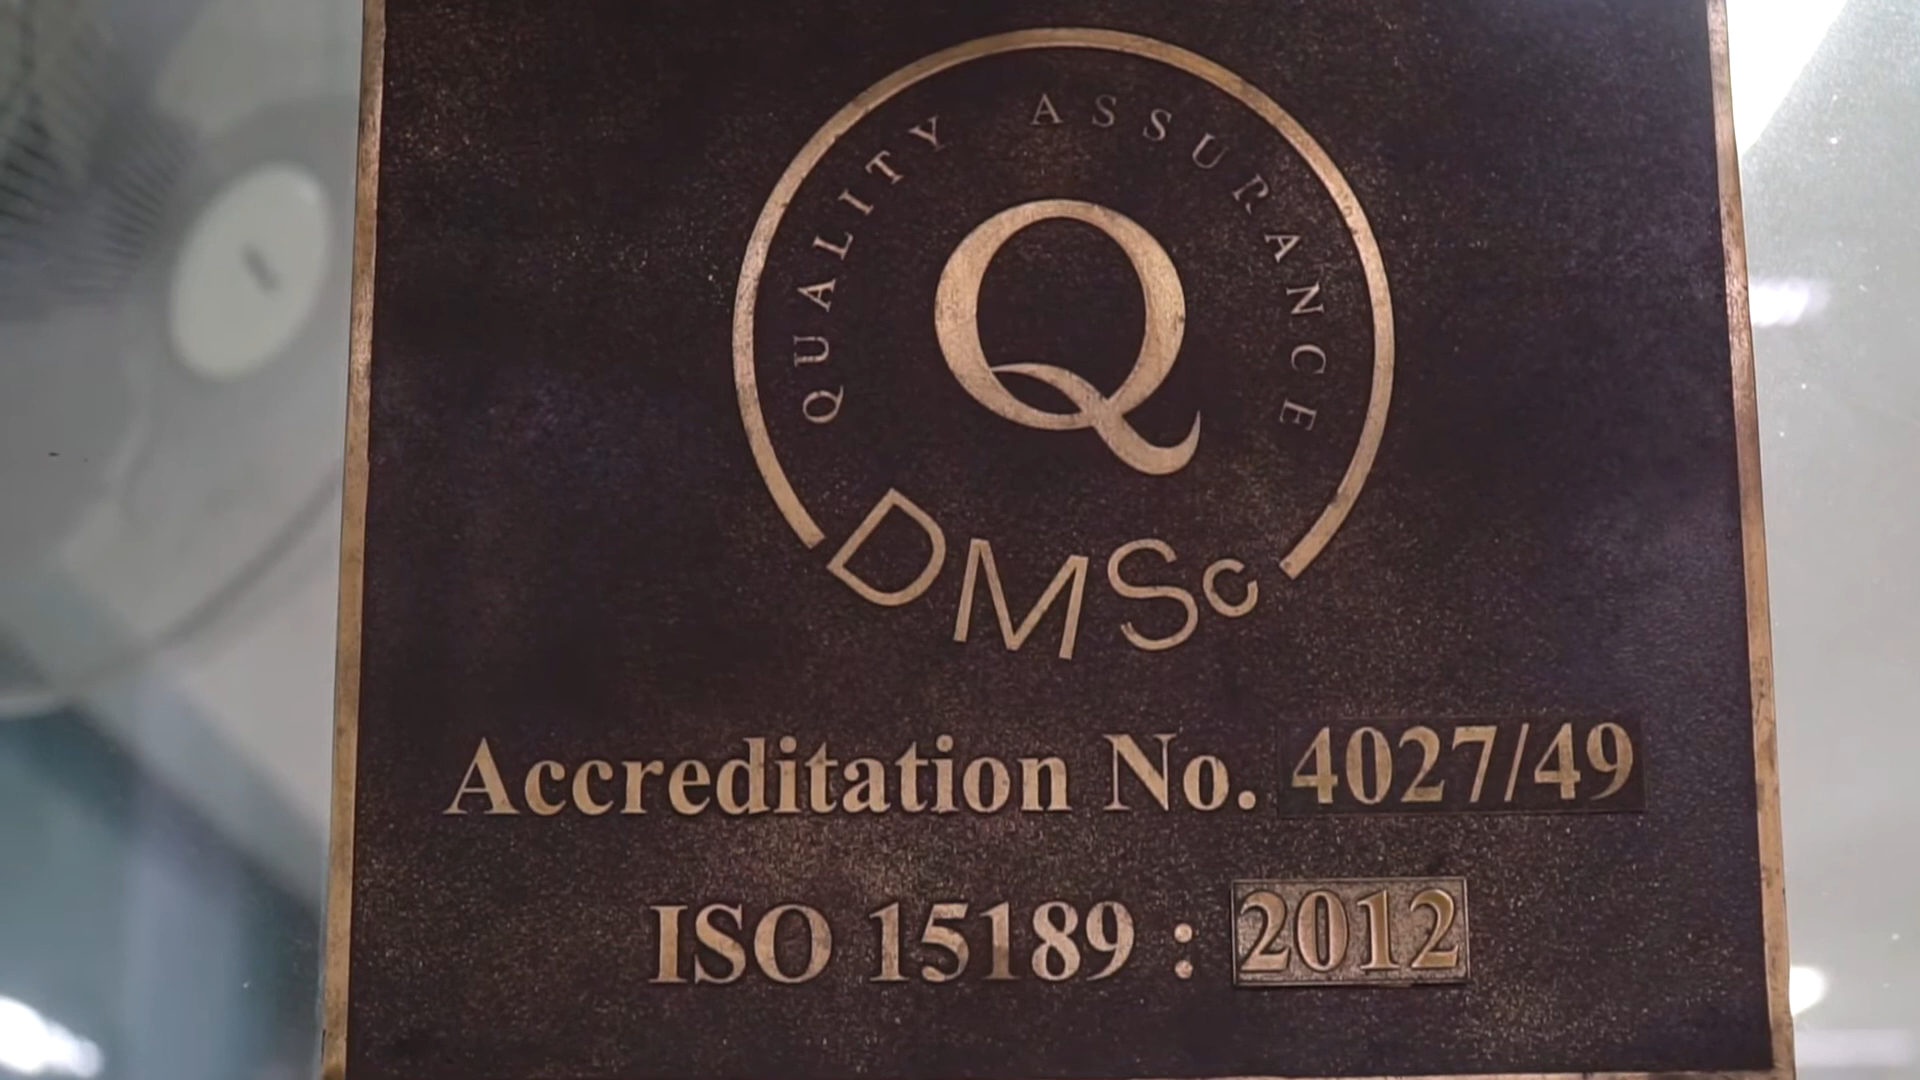 QUALITY ASSURANCE
Q
DMSc
Accreditation No. 4027/49
ISO 15189 : 2012